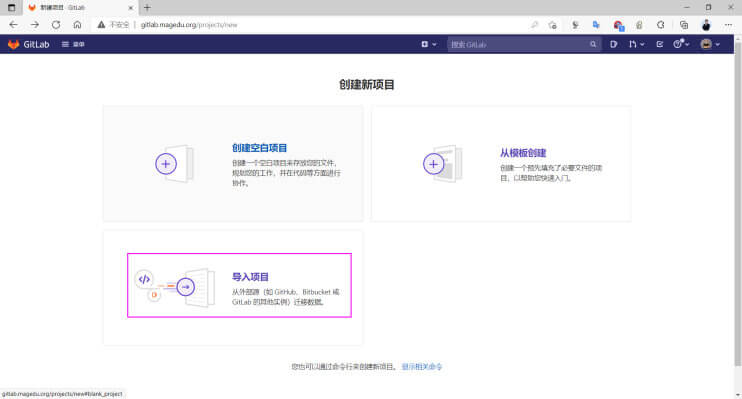 新建项目 · GitLab
不安全 | gitlab.magedu.org/projects/new
GitLab 菜单 搜索 GitLab
创建新项目
创建空白项目
创建一个空白项目来存放您的文件，
规划您的工作，并在代码等方面进行
协作。
从模板创建
创建一个预先填充了必要文件的项
目，以帮助您快速入门。
导入项目
从外部源（如 GitHub、Bitbucket 或
GitLab 的其他实例）迁移数据。
您也可以通过命令行来创建新项目。 显示相关命令
gitlab.magedu.org/projects/new#blank_project